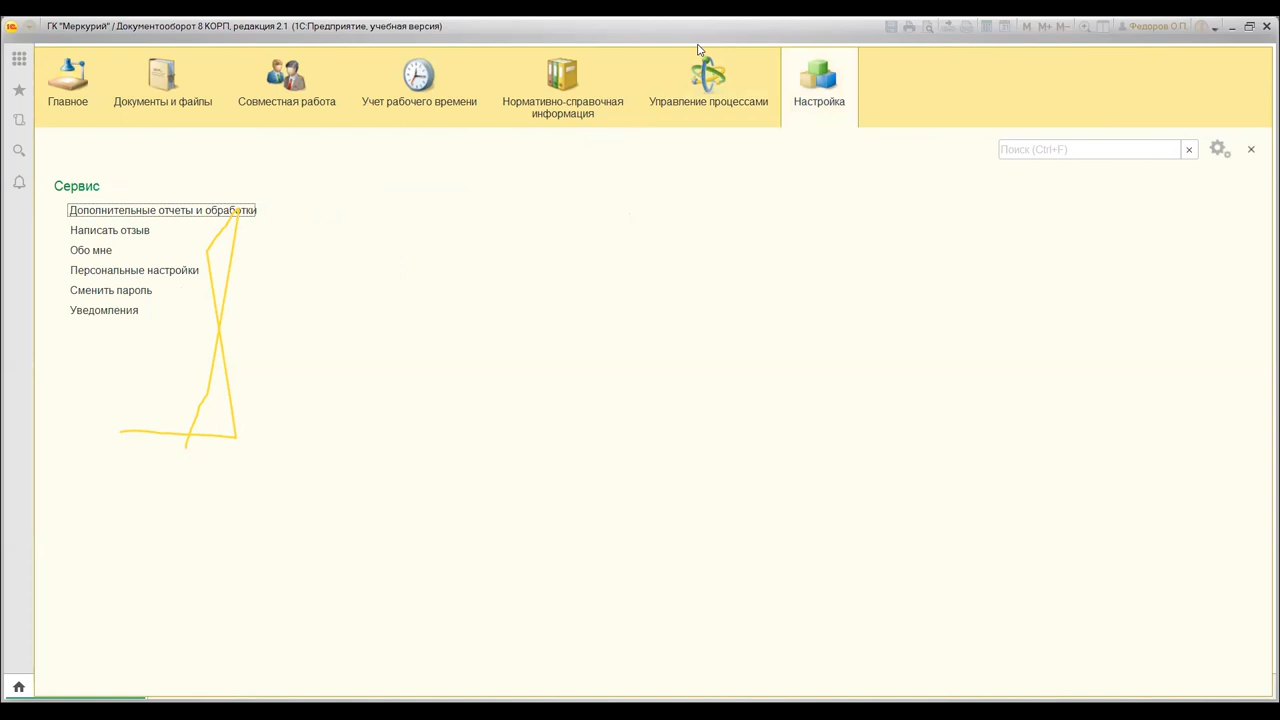 ГК "Меркурий" / Документооборот 8 КОРП, редакция 2.1 (1С:Предприятие, учебная версия)
M M+ M- Федоров О П
Главное
Документы и файлы
Совместная работа
Учет рабочего времени
Нормативно-справочная
информация
Управление процессами
Настройка
Поиск (Ctrl+F)
Сервис
Дополнительные отчеты и обработки
Написать отзыв
Обо мне
Персональные настройки
Сменить пароль
Уведомления